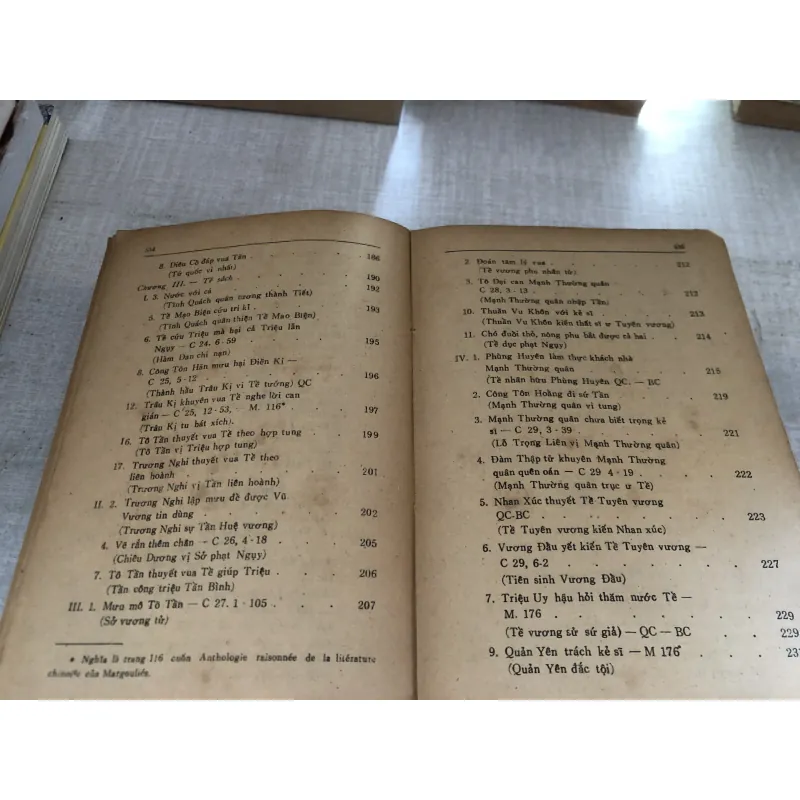 8. Diêu Cồ đáp vua Tần . . 186
(Tứ quốc vi nhất)
Chương III. — Tề sách . . . 190
I. 3. Nước với cá . . . 192
(Tĩnh Quách quân tương thành Tiết)
5. Tề Mạo Biện cứu tri kỉ . . . 193
(Tĩnh Quách quân thiện Tề Mạo Biện)
6. Tề cứu Triệu mà hại cả Triệu lẫn
Ngụy — C 24. 6-59 . . . 195
(Hàm Đan chi nạn)
8. Công Tôn Hãn mưu hại Điền Kị —
C 25, 5-12 . . . 196
(Thành hầu Trâu Kị vi Tề tướng) QC
12. Trâu Kị khuyên vua Tề nghe lời can
gián — C 25, 12-53, — M. 116* . . 197
(Trâu Kị tu bát xích).
16. Tô Tần thuyết vua Tề theo hợp tung . 199
(Tô Tần vị Triệu hợp tung)
17. Trương Nghi thuyết vua Tề theo
liên hoành . . . 201
(Trương Nghi vị Tần liên hoành)
II. 2. Trương Nghi lập mưu để được Vũ
Vương tin dùng . . . 202
(Trương Nghi sự Tần Huệ vương)
4. Vẽ rắn thêm chân — C 26, 4-18 . . 205
(Chiêu Dương vị Sở phạt Ngụy)
7. Tô Tần thuyết vua Tề giúp Triệu . . 206
(Tần công triệu Tần Bình)
III. 1. Mưu mô Tô Tần — C 27. 1-105 . . . 207
(Sở vương tử)
* Nghĩa là trang 116 cuốn Anthologie raisonnée de la litérature
chinoise của Margouliès.
2 Đoán tâm lý vua . . . 212
(Tề vương phu nhân tử)
3. Tô Đại can Mạnh Thường quân
C 28, 3-13 . . . 212
(Mạnh Thường quân nhập Tần)
10. Thuần Vu Khôn với kẻ sĩ . . . 213
(Thuần Vu Khôn kiến thất sĩ ư Tuyên vương)
11. Chó đuổi thỏ, nông phu bắt được cả hai . . 214
(Tề dục phạt Ngụy)
IV. 1. Phùng Huyên làm thực khách nhà
Mạnh Thường quân . . . 215
(Tề nhân hữu Phùng Huyên QC. — BC
2. Công Tôn Hoằng đi sứ Tần . . . 219
(Mạnh Thường quân vi tung)
3. Mạnh Thường quân chưa biết trọng kẻ
sĩ — C 29, 3-39 . . . 221
(Lỗ Trọng Liên vị Mạnh Thường quân)
4. Đàm Thập tử khuyên Mạnh Thường
quân quên oán — C 29 4-19 . . 222
(Mạnh Thường quân trục ư Tề)
5. Nhan Xúc thuyết Tề Tuyên vương
QC-BC . . . 223
(Tề Tuyên vương kiến Nhan xúc)
6. Vương Đẩu yết kiến Tề Tuyên vương —
C 29, 6-2 . . . 227
(Tiên sinh Vương Đẩu)
7. Triệu Uy hậu hỏi thăm nước Tề —
M. 176 . . . 229
(Tề vương sử sứ giả) — QC — BC . . 229
9. Quản Yên trách kẻ sĩ — M 176* . . .
(Quản Yên đắc tội)